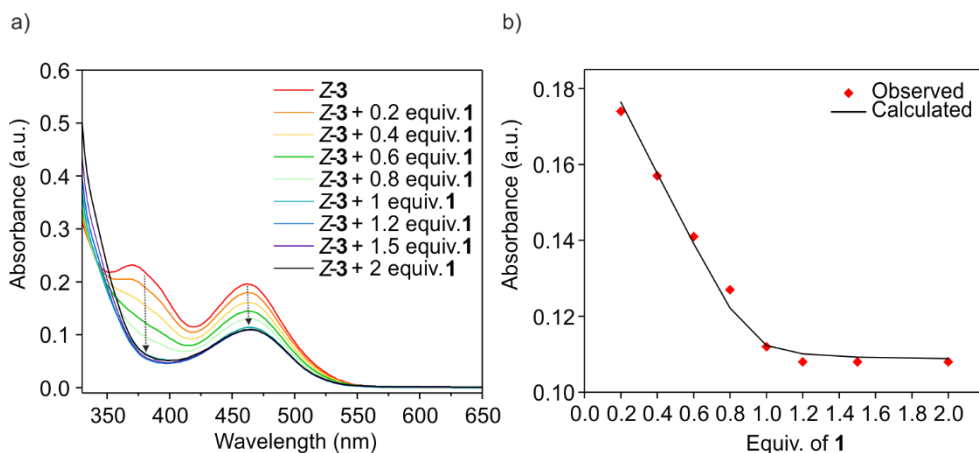 a)
Absorbance (a.u.)
0.6
0.5
0.4
0.3
0.2
0.1
0.0
Z-3
Z-3 + 0.2 equiv.1
Z-3 + 0.4 equiv.1
Z-3 + 0.6 equiv.1
Z-3 + 0.8 equiv.1
Z-3 + 1 equiv.1
Z-3 + 1.2 equiv.1
Z-3 + 1.5 equiv.1
Z-3 + 2 equiv.1
350 400 450 500 550 600 650
Wavelength (nm)
b)
Absorbance (a.u.)
0.18
0.16
0.14
0.12
0.10
Observed
Calculated
0.0 0.2 0.4 0.6 0.8 1.0 1.2 1.4 1.6 1.8 2.0
Equiv. of 1